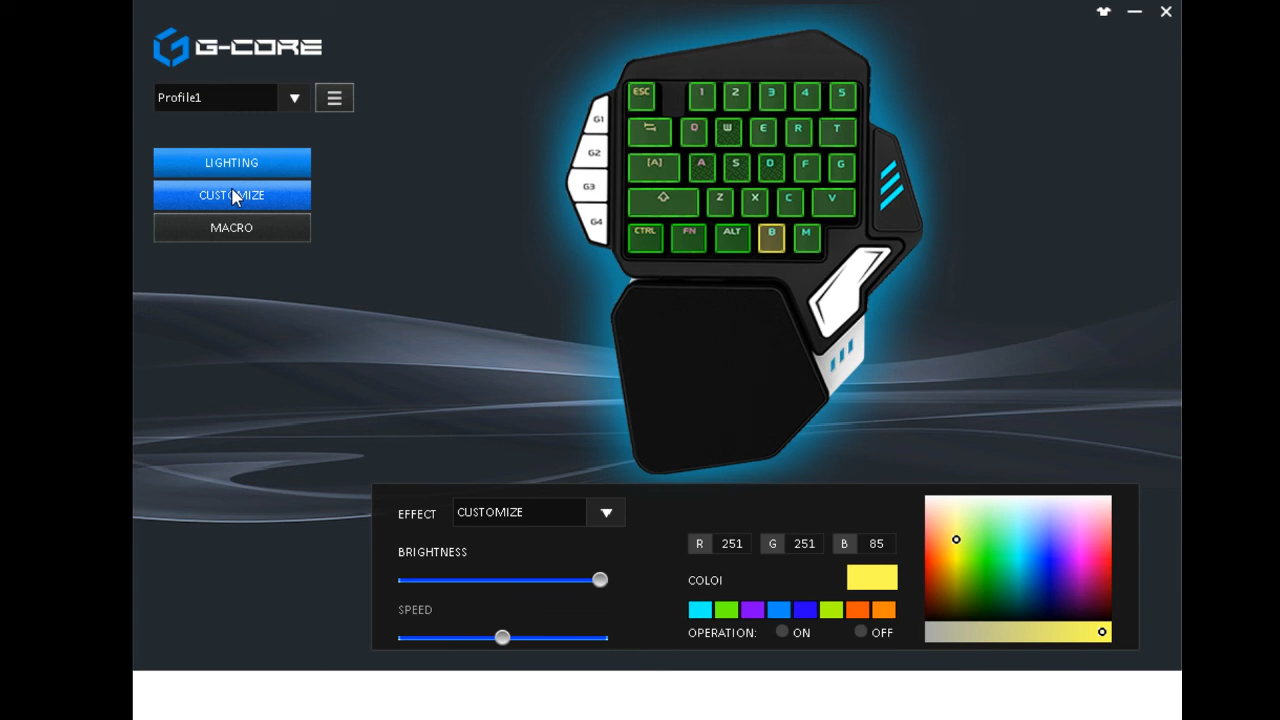 G-CORE
Profile1
LIGHTING
CUSTOMIZE
MACRO
ESC 1 2 3 4 5
G1
Q W E R T
G2
[A] A S D F G
G3
Z X C V
G4
CTRL FN ALT B M
EFFECT CUSTOMIZE
BRIGHTNESS
SPEED
R 251 G 251 B 85
COLOI
OPERATION: ON OFF